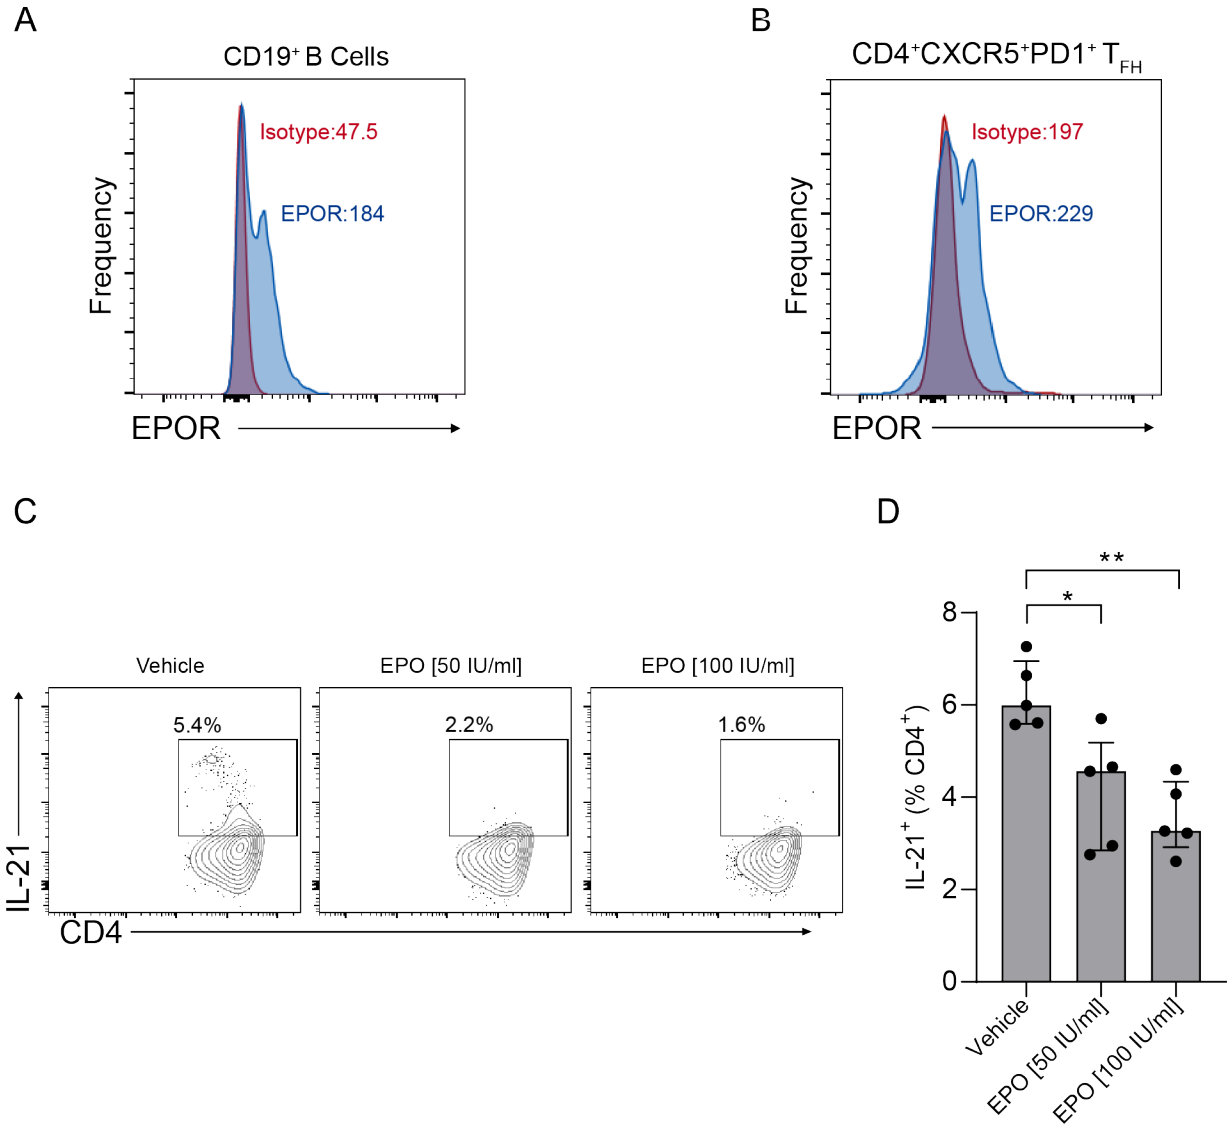 A
CD19⁺ B Cells
Isotype:47.5
EPOR:184
Frequency
EPOR
B
CD4⁺CXCR5⁺PD1⁺ T_FH
Isotype:197
EPOR:229
Frequency
EPOR
C
Vehicle
EPO [50 IU/ml]
EPO [100 IU/ml]
5.4%
2.2%
1.6%
IL-21
CD4
D
**
*
8
6
4
2
0
IL-21⁺ (% CD4⁺)
Vehicle
EPO [50 IU/ml]
EPO [100 IU/ml]